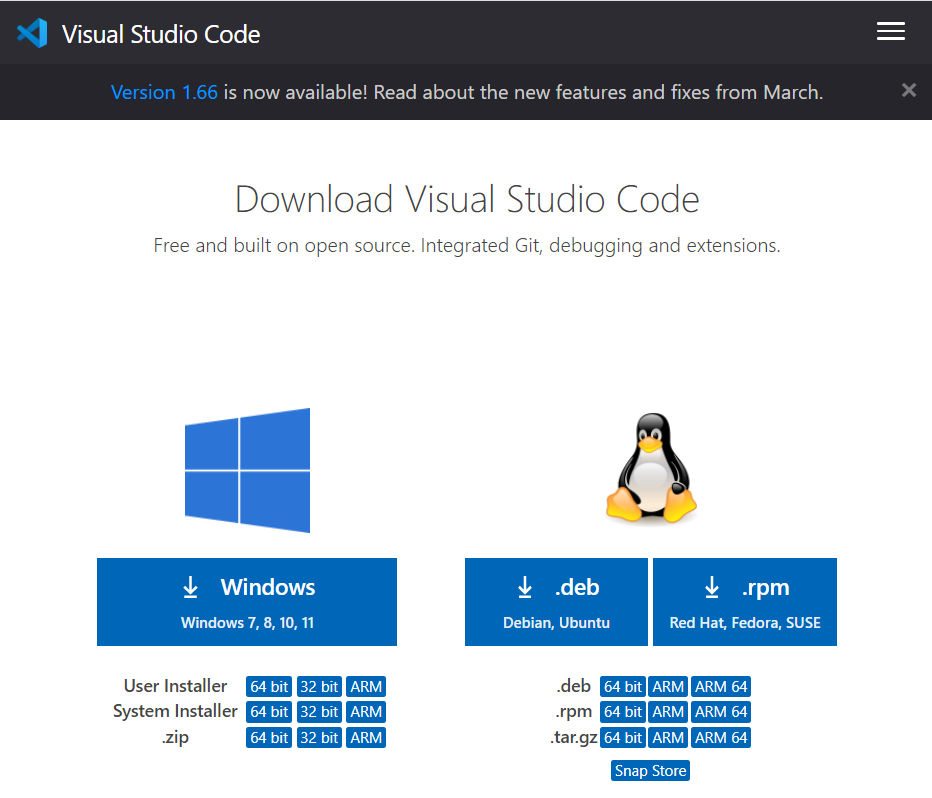 Visual Studio Code
Version 1.66 is now available! Read about the new features and fixes from March.
Download Visual Studio Code
Free and built on open source. Integrated Git, debugging and extensions.
Windows
Windows 7, 8, 10, 11
.deb
Debian, Ubuntu
.rpm
Red Hat, Fedora, SUSE
User Installer 64 bit 32 bit ARM
System Installer 64 bit 32 bit ARM
.zip 64 bit 32 bit ARM
.deb 64 bit ARM ARM 64
.rpm 64 bit ARM ARM 64
.tar.gz 64 bit ARM ARM 64
Snap Store